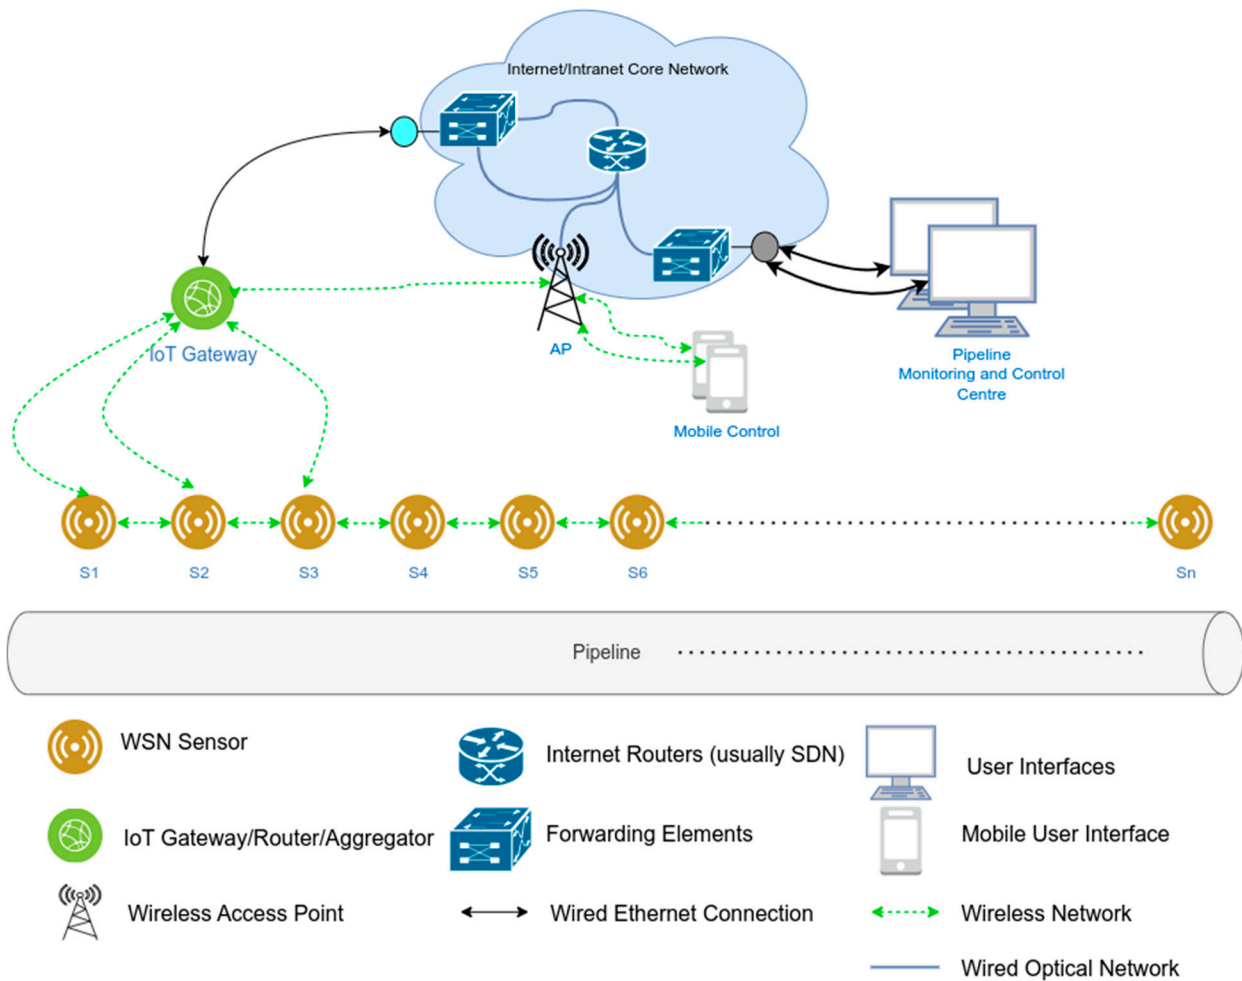 Internet/Intranet Core Network
IoT Gateway
AP
Pipeline
Monitoring and Control
Centre
Mobile Control
S1
S2
S3
S4
S5
S6
Sn
Pipeline
WSN Sensor
Internet Routers (usually SDN)
User Interfaces
IoT Gateway/Router/Aggregator
Forwarding Elements
Mobile User Interface
Wireless Access Point
Wired Ethernet Connection
Wireless Network
Wired Optical Network